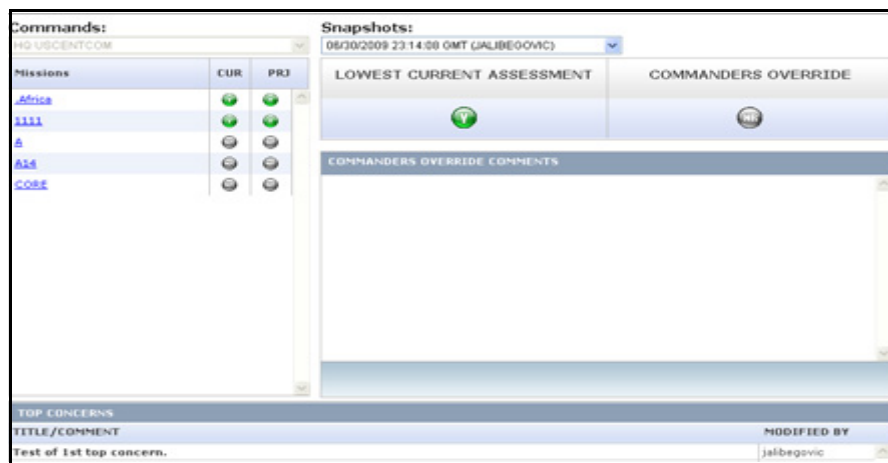 Commands:
HQ USCENTCOM
Missions CUR PRJ
.Africa
1111
A
A14
CORE
Snapshots:
08/30/2009 23:14:08 GMT (JALIBEGOVIC)
LOWEST CURRENT ASSESSMENT COMMANDERS OVERRIDE
Y
COMMANDERS OVERRIDE COMMENTS
TOP CONCERNS
TITLE/COMMENT MODIFIED BY
Test of 1st top concern. jalibegovic